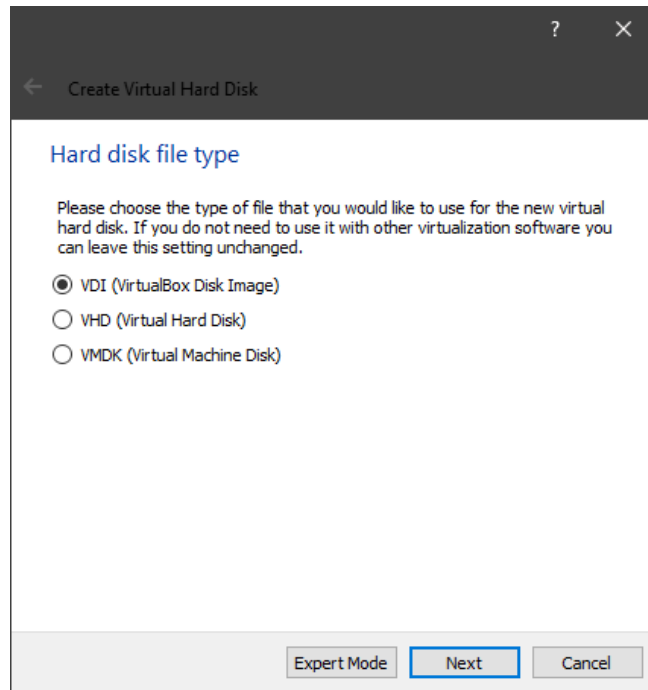 ?
Create Virtual Hard Disk
Hard disk file type
Please choose the type of file that you would like to use for the new virtual
hard disk. If you do not need to use it with other virtualization software you
can leave this setting unchanged.
VDI (VirtualBox Disk Image)
VHD (Virtual Hard Disk)
VMDK (Virtual Machine Disk)
Expert Mode Next Cancel